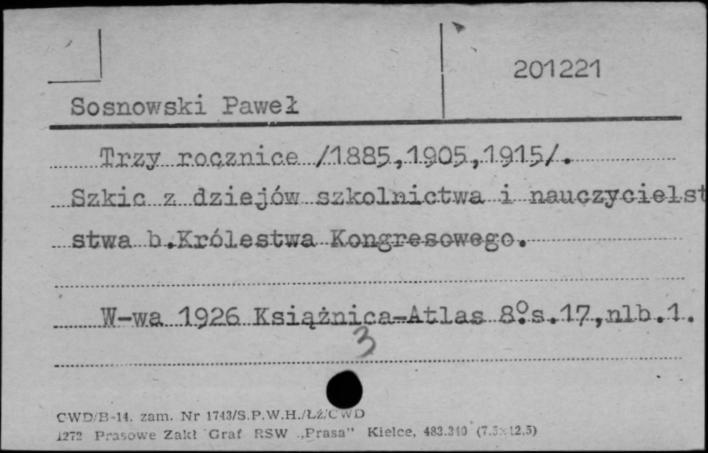 201221
Sosnowski Paweł
Trzy rocznice /1885,1905,1915/.
Szkic z dziejów szkolnictwa i nauczycielst
stwa b.Królestwa Kongresowego.
W-wa 1926 Książnica-Atlas 8°s.17,nlb.1.
3
CWD/B-14. zam. Nr 1743/S.P.W.H./ŁŻ/CWD
1272 Prasowe Zakł Graf RSW „Prasa” Kielce, 483.310 (7.5x12.5)